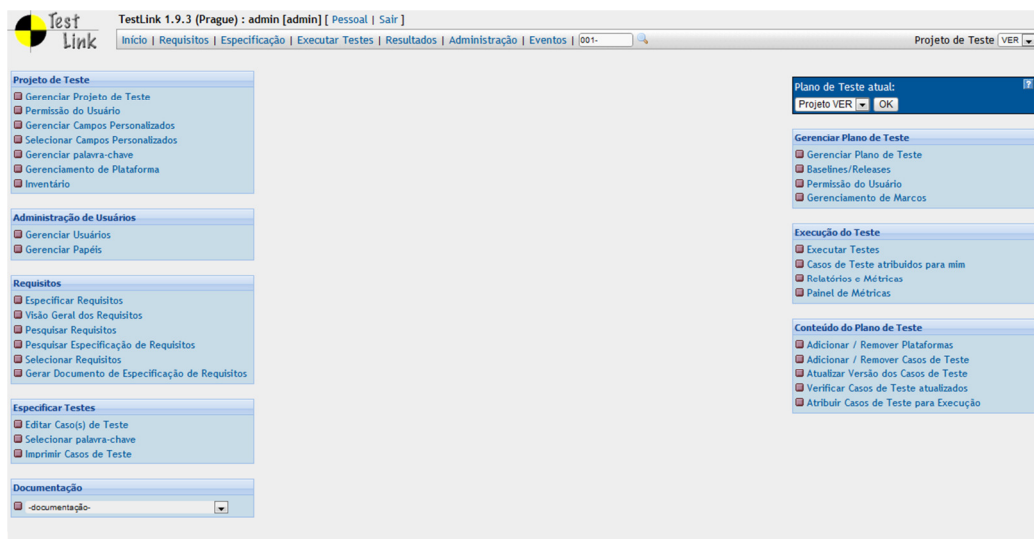 Test Link
TestLink 1.9.3 (Prague) : admin [admin] [ Pessoal | Sair ]
Início | Requisitos | Especificação | Executar Testes | Resultados | Administração | Eventos | 001-
Projeto de Teste VER
Projeto de Teste
Gerenciar Projeto de Teste
Permissão do Usuário
Gerenciar Campos Personalizados
Selecionar Campos Personalizados
Gerenciar palavra-chave
Gerenciamento de Plataforma
Inventário
Administração de Usuários
Gerenciar Usuários
Gerenciar Papéis
Requisitos
Especificar Requisitos
Visão Geral dos Requisitos
Pesquisar Requisitos
Pesquisar Especificação de Requisitos
Selecionar Requisitos
Gerar Documento de Especificação de Requisitos
Especificar Testes
Editar Caso(s) de Teste
Selecionar palavra-chave
Imprimir Casos de Teste
Documentação
-documentação-
Plano de Teste atual:
?
Projeto VER OK
Gerenciar Plano de Teste
Gerenciar Plano de Teste
Baselines/Releases
Permissão do Usuário
Gerenciamento de Marcos
Execução do Teste
Executar Testes
Casos de Teste atribuidos para mim
Relatórios e Métricas
Painel de Métricas
Conteúdo do Plano de Teste
Adicionar / Remover Plataformas
Adicionar / Remover Casos de Teste
Atualizar Versão dos Casos de Teste
Verificar Casos de Teste atualizados
Atribuir Casos de Teste para Execução